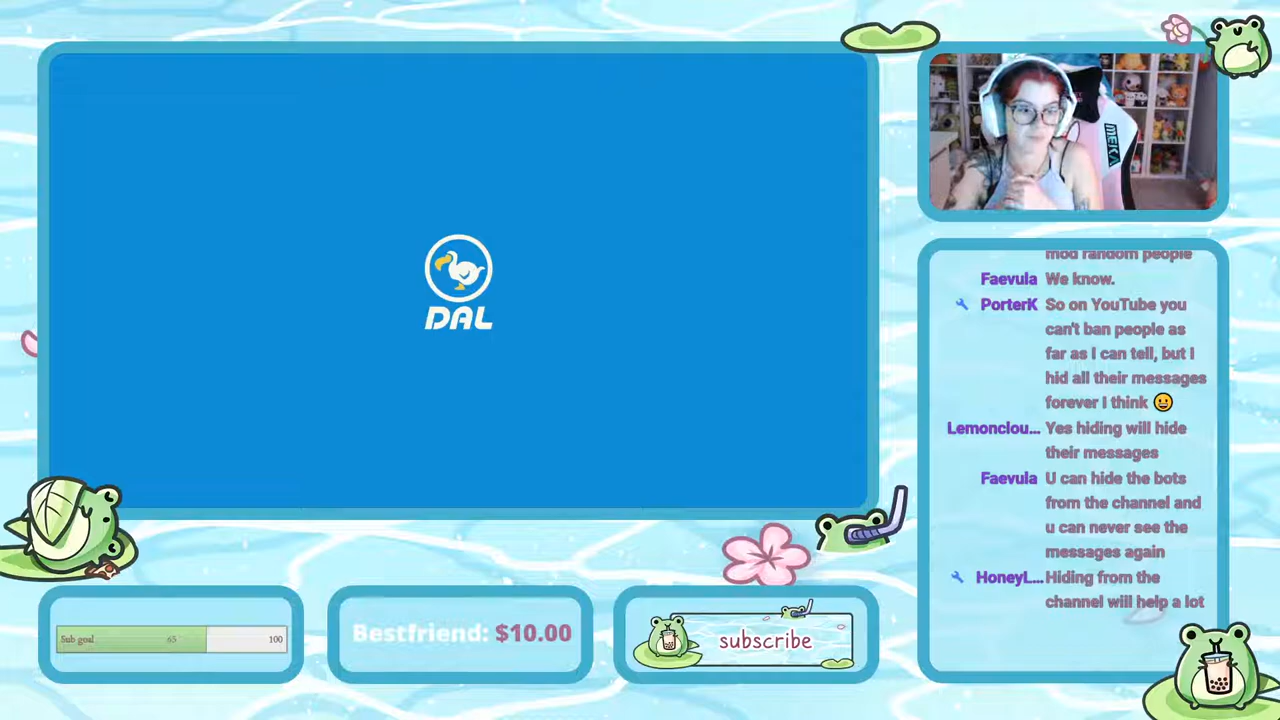 DAL
MEKA
mod random people
Faevula We know.
PorterK So on YouTube you
can't ban people as
far as I can tell, but I
hid all their messages
forever I think 😀
Lemonclou... Yes hiding will hide
their messages
Faevula U can hide the bots
from the channel and
u can never see the
messages again
HoneyL... Hiding from the
channel will help a lot
Sub goal 65 100
Bestfriend: $10.00
subscribe